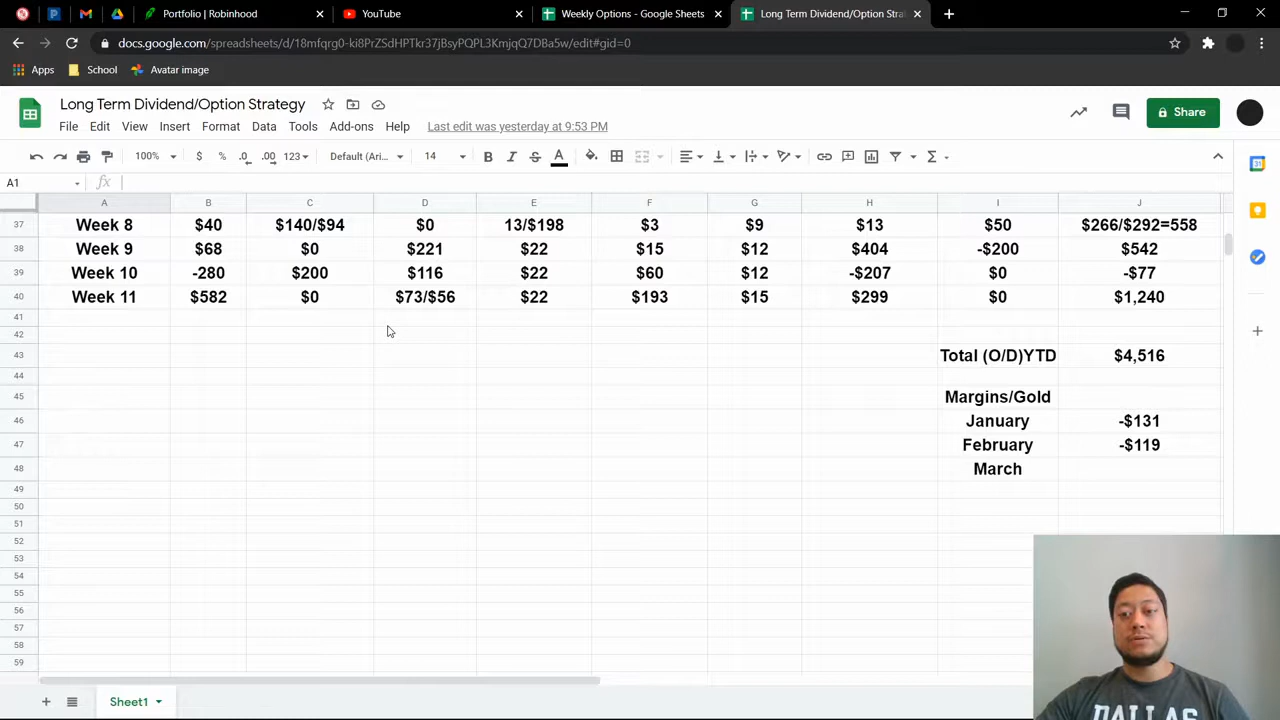 Portfolio | Robinhood
YouTube
Weekly Options - Google Sheets
Long Term Dividend/Option Strat
docs.google.com/spreadsheets/d/18mfqrg0-ki8PrZSdHPTkr37jBsyPQPL3KmjqQ7DBa5w/edit#gid=0
Apps School Avatar image
Long Term Dividend/Option Strategy
Share
File Edit View Insert Format Data Tools Add-ons Help Last edit was yesterday at 9:53 PM
100% $ % .0 .00 123 Default (Ari... 14 B I S A
A1 fx
A B C D E F G H I J
37 Week 8 $40 $140/$94 $0 13/$198 $3 $9 $13 $50 $266/$292=558
38 Week 9 $68 $0 $221 $22 $15 $12 $404 -$200 $542
39 Week 10 -280 $200 $116 $22 $60 $12 -$207 $0 -$77
40 Week 11 $582 $0 $73/$56 $22 $193 $15 $299 $0 $1,240
41
42
43 Total (O/D)YTD $4,516
44
45 Margins/Gold
46 January -$131
47 February -$119
48 March
49
50
51
52
53
54
55
56
57
58
59
Sheet1
DALLAS